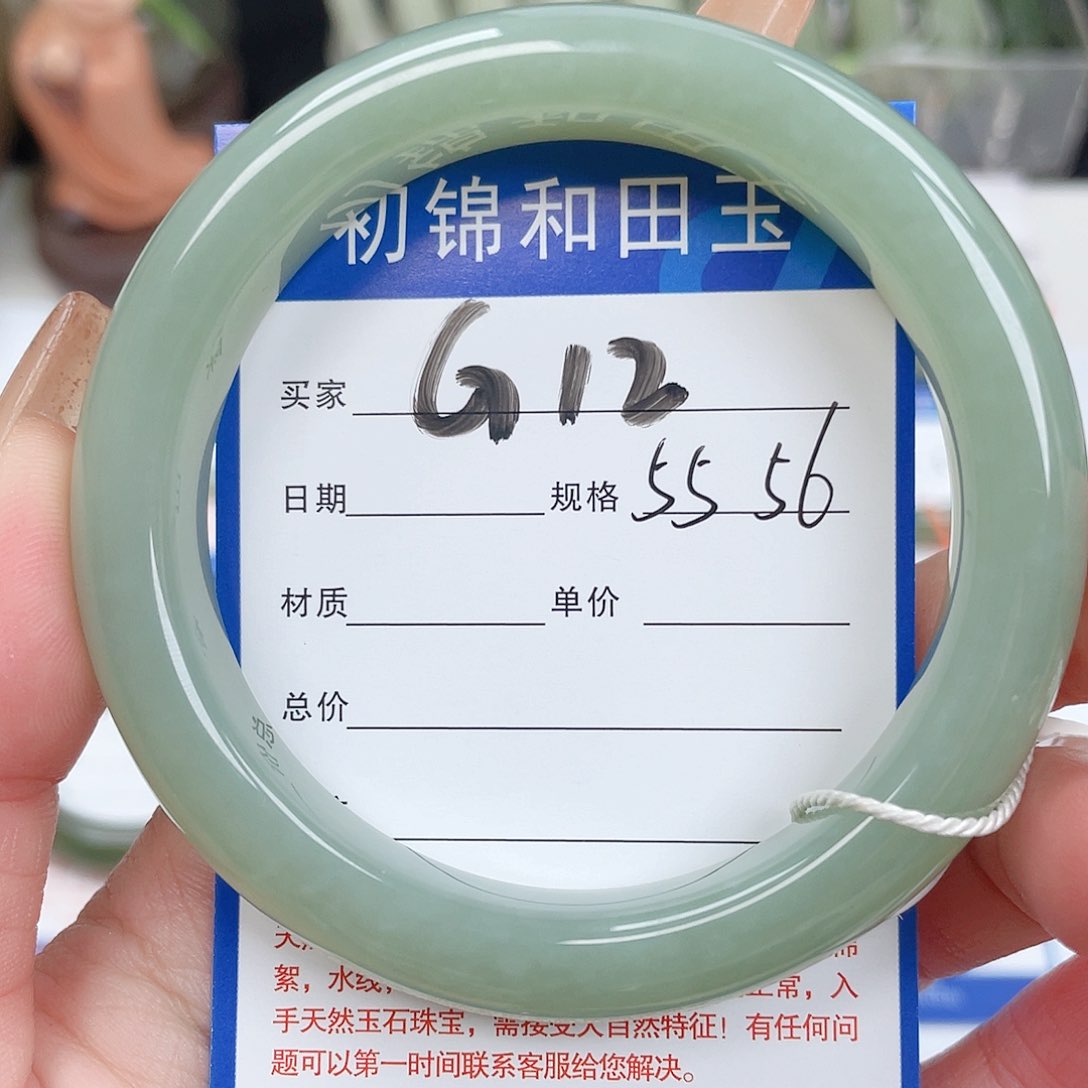 初锦和田玉
买家 G12
日期 规格 55 56
材质 单价
总价
絮，水线， 正常，入
手天然玉石珠宝，需接受大自然特征！有任何问
题可以第一时间联系客服给您解决。